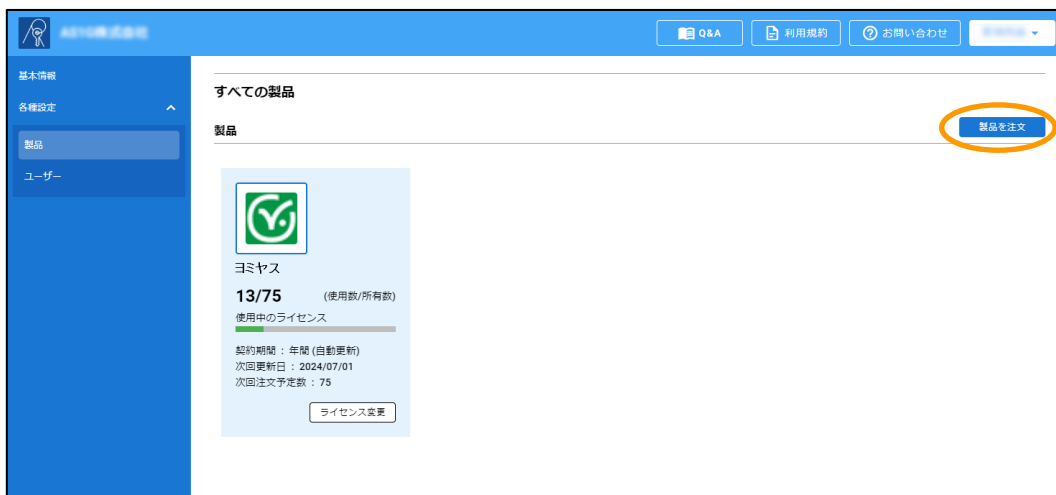 Q&A
利用規約
お問い合わせ
基本情報
各種設定
製品
ユーザー
すべての製品
製品
製品を注文
ヨミヤス
13/75 (使用数/所有数)
使用中のライセンス
契約期間 : 年間 (自動更新)
次回更新日 : 2024/07/01
次回注文予定数 : 75
ライセンス変更